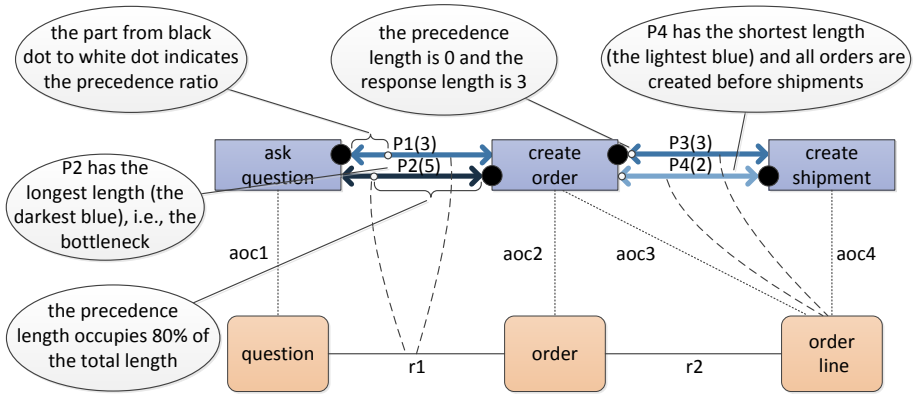 the part from black
dot to white dot indicates
the precedence ratio
the precedence
length is 0 and the
response length is 3
P4 has the shortest length
(the lightest blue) and all orders are
created before shipments
ask
question
P1(3)
P2(5)
create
order
P3(3)
P4(2)
create
shipment
P2 has the
longest length (the
darkest blue), i.e., the
bottleneck
aoc1
aoc2
aoc3
aoc4
the precedence
length occupies 80% of
the total length
question
r1
order
r2
order
line